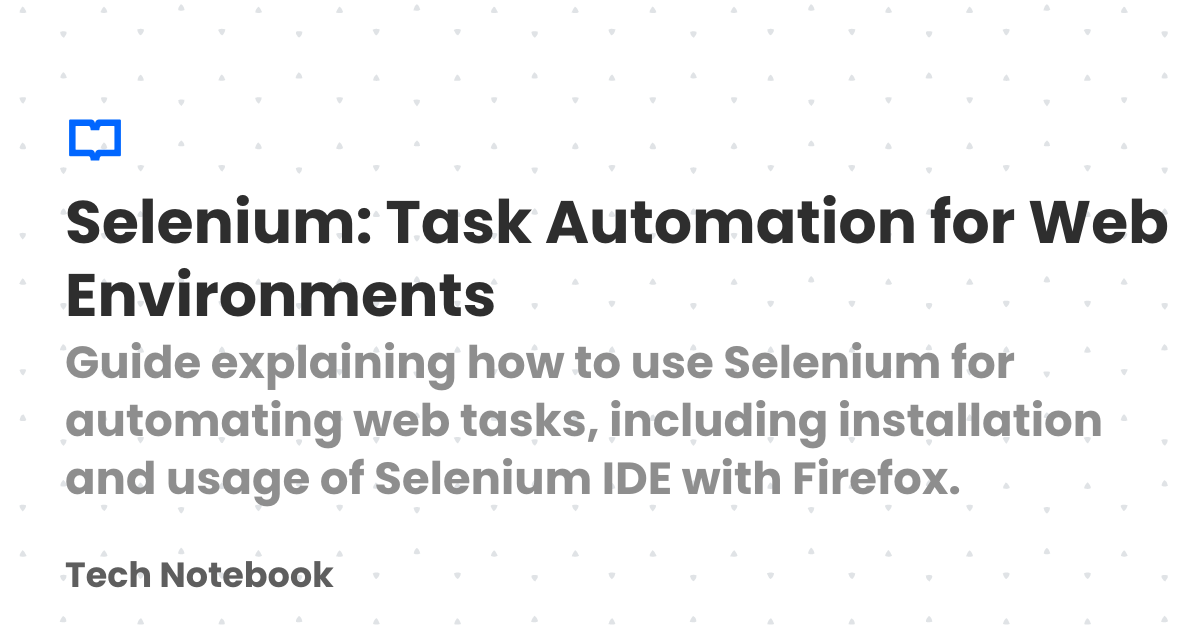 Selenium: Task Automation for Web
Environments
Guide explaining how to use Selenium for
automating web tasks, including installation
and usage of Selenium IDE with Firefox.
Tech Notebook